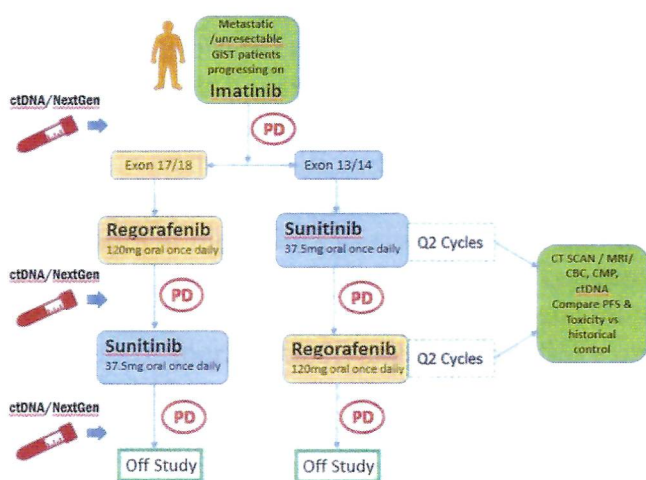 Metastatic
/unresectable
GIST patients
progressing on
Imatinib
ctDNA/NextGen
PD
Exon 17/18
Exon 13/14
Regorafenib
120mg oral once daily
Sunitinib
37.5mg oral once daily
Q2 Cycles
CT SCAN / MRI/
CBC, CMP,
ctDNA
Compare PFS &
Toxicity vs
historical
control
ctDNA/NextGen
PD
PD
Sunitinib
37.5mg oral once daily
Regorafenib
120mg oral once daily
Q2 Cycles
ctDNA/NextGen
PD
PD
Off Study
Off Study